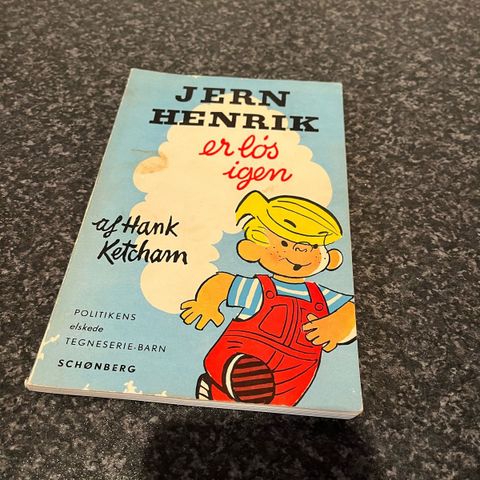 JERN
HENRIK
er løs
igen
af Hank
Ketcham
POLITIKENS
elskede
TEGNESERIE-BARN
SCHØNBERG